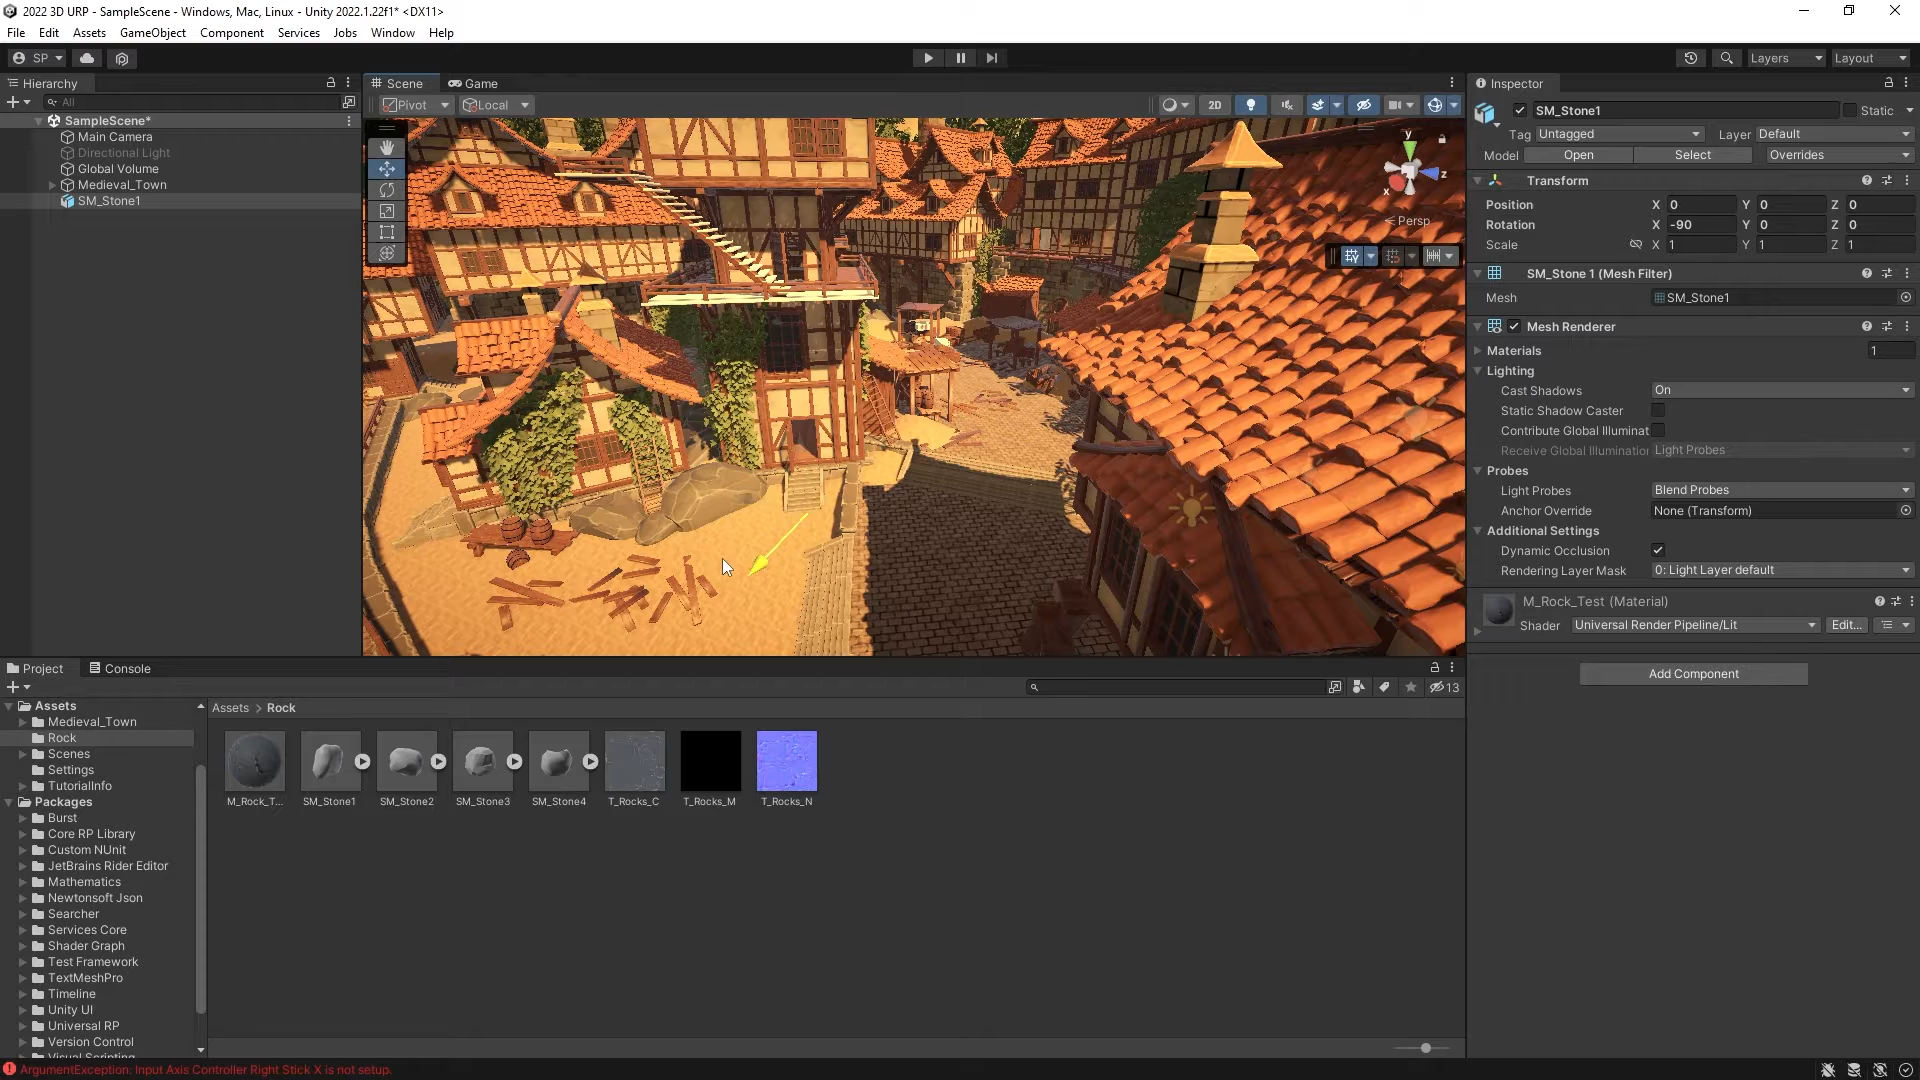 2022 3D URP - SampleScene - Windows, Mac, Linux - Unity 2022.1.22f1* <DX11>
File Edit Assets GameObject Component Services Jobs Window Help
SP
Layers
Layout
Hierarchy
All
SampleScene*
Main Camera
Directional Light
Global Volume
Medieval_Town
SM_Stone1
Scene
Game
Pivot
Local
2D
y
z
x
Persp
Inspector
SM_Stone1
Static
Tag Untagged Layer Default
Model Open Select Overrides
Transform
Position X 0 Y 0 Z 0
Rotation X -90 Y 0 Z 0
Scale X 1 Y 1 Z 1
SM_Stone 1 (Mesh Filter)
Mesh SM_Stone1
Mesh Renderer
Materials 1
Lighting
Cast Shadows On
Static Shadow Caster
Contribute Global Illuminat
Receive Global Illumination Light Probes
Probes
Light Probes Blend Probes
Anchor Override None (Transform)
Additional Settings
Dynamic Occlusion
Rendering Layer Mask 0: Light Layer default
M_Rock_Test (Material)
Shader Universal Render Pipeline/Lit Edit...
Add Component
Project
Console
13
Assets
Medieval_Town
Rock
Scenes
Settings
TutorialInfo
Packages
Burst
Core RP Library
Custom NUnit
JetBrains Rider Editor
Mathematics
Newtonsoft Json
Searcher
Services Core
Shader Graph
Test Framework
TextMeshPro
Timeline
Unity UI
Universal RP
Version Control
Visual Scripting
Assets > Rock
M_Rock_T... SM_Stone1 SM_Stone2 SM_Stone3 SM_Stone4 T_Rocks_C T_Rocks_M T_Rocks_N
ArgumentException: Input Axis Controller Right Stick X is not setup.